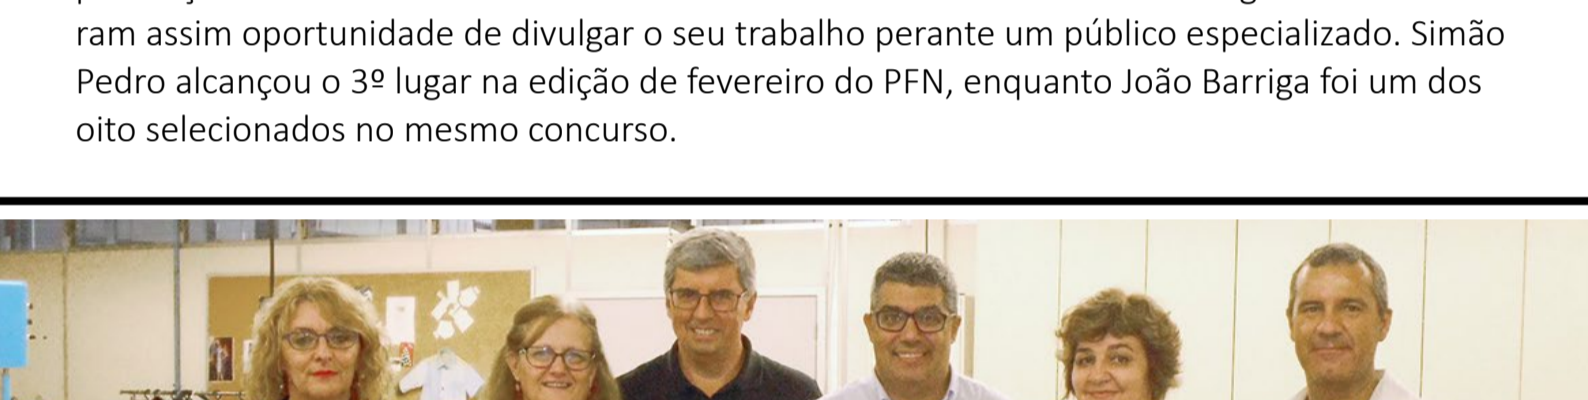 ram assim oportunidade de divulgar o seu trabalho perante um público especializado. Simão
Pedro alcançou o 3º lugar na edição de fevereiro do PFN, enquanto João Barriga foi um dos
oito selecionados no mesmo concurso.